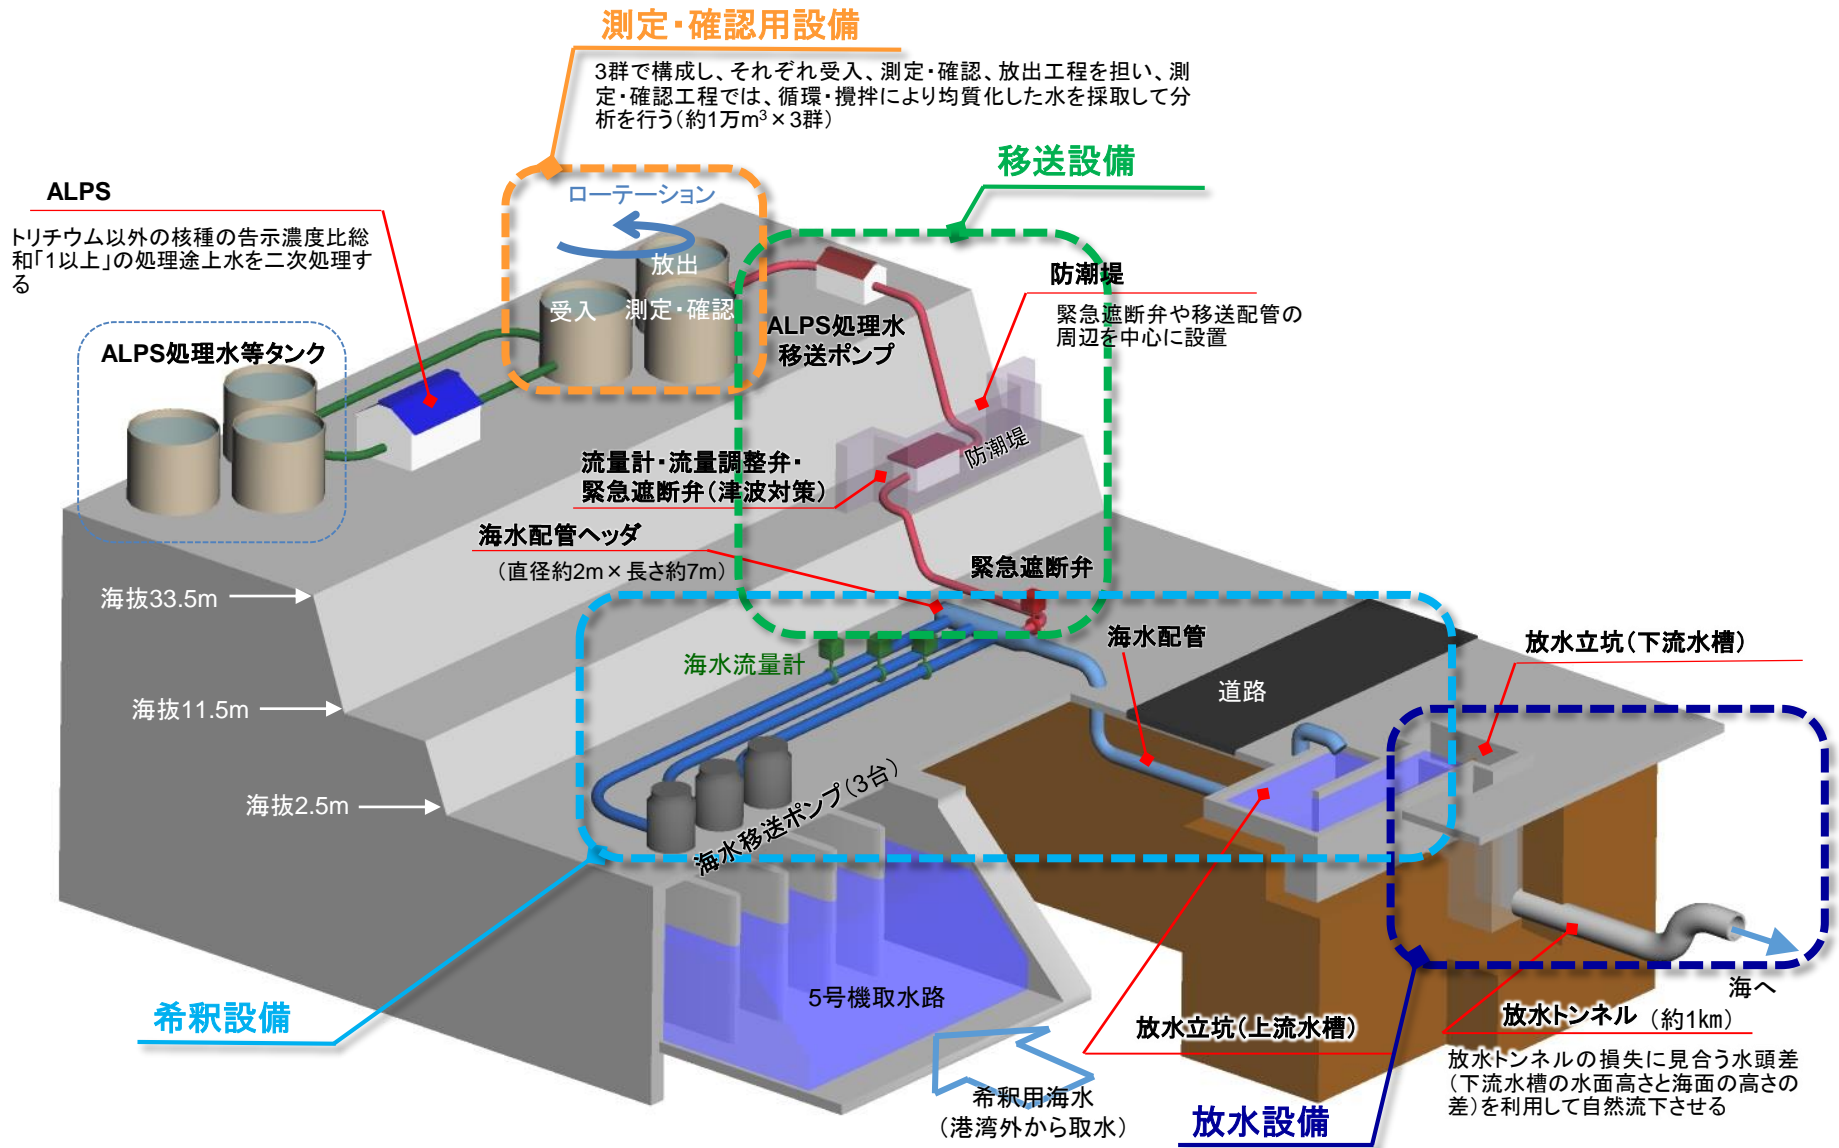 測定・確認用設備
3群で構成し、それぞれ受入、測定・確認、放出工程を担い、測
定・確認工程では、循環・攪拌により均質化した水を採取して分
析を行う（約1万m³×3群）
移送設備
ALPS
トリチウム以外の核種の告示濃度比総
和「1以上」の処理途上水を二次処理す
る
ローテーション
放出
受入
測定・確認
防潮堤
緊急遮断弁や移送配管の
周辺を中心に設置
ALPS処理水等タンク
ALPS処理水
移送ポンプ
防潮堤
流量計・流量調整弁・
緊急遮断弁（津波対策）
海水配管ヘッダ
（直径約2m×長さ約7m）
緊急遮断弁
海抜33.5m
海水配管
放水立坑（下流水槽）
海水流量計
道路
海抜11.5m
海抜2.5m
海水移送ポンプ（3台）
5号機取水路
海へ
希釈設備
放水立坑（上流水槽）
放水トンネル（約1km）
放水トンネルの損失に見合う水頭差
（下流水槽の水面高さと海面の高さの
差）を利用して自然流下させる
希釈用海水
（港湾外から取水）
放水設備